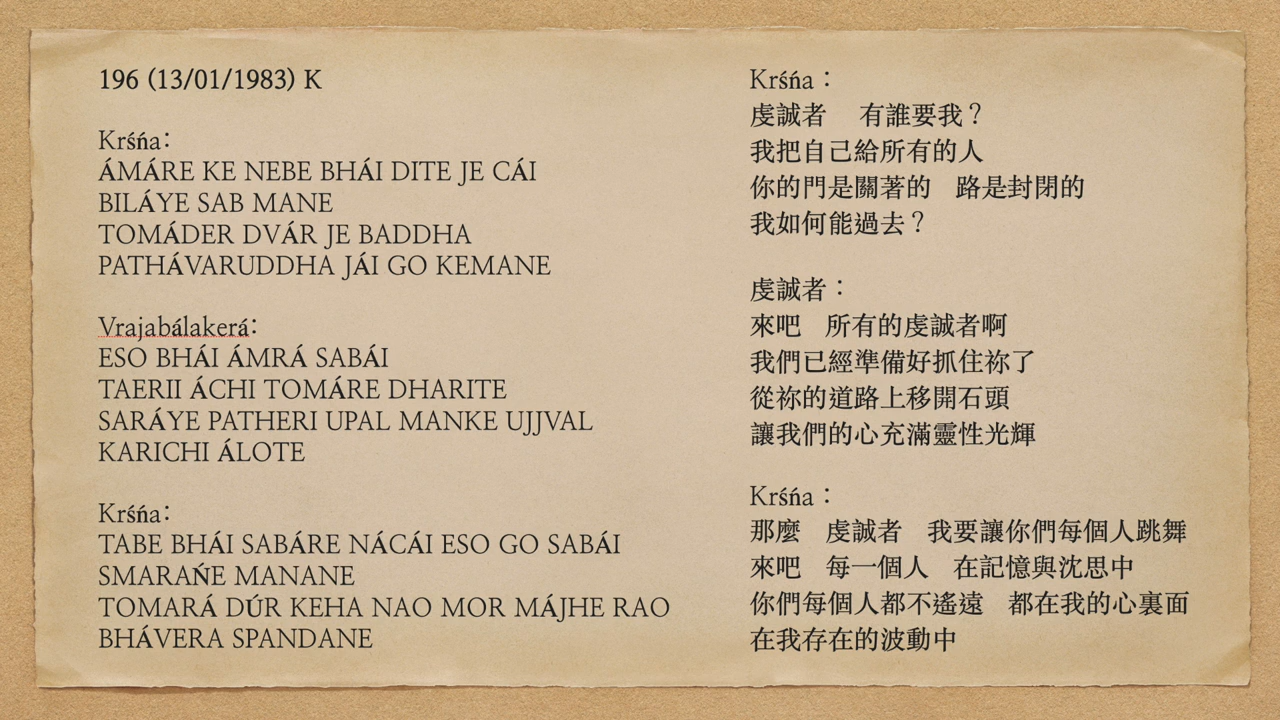 196 (13/01/1983) K
Krśńa:
ÁMÁRE KE NEBE BHÁI DITE JE CÁI
BILÁYE SAB MANE
TOMÁDER DVÁR JE BADDHA
PATHÁVARUDDHA JÁI GO KEMANE
Vrajabálakerá:
ESO BHÁI ÁMRÁ SABÁI
TAERII ÁCHI TOMÁRE DHARITE
SARÁYE PATHERI UPAL MANKE UJJVAL
KARICHI ÁLOTE
Krśńa:
TABE BHÁI SABÁRE NÁCÁI ESO GO SABÁI
SMARAŃE MANANE
TOMARÁ DÚR KEHA NAO MOR MÁJHE RAO
BHÁVERA SPANDANE
Krśńa：
虔誠者　有誰要我？
我把自己給所有的人
你的門是關著的　路是封閉的
我如何能過去？
虔誠者：
來吧　所有的虔誠者啊
我們已經準備好抓住祢了
從祢的道路上移開石頭
讓我們的心充滿靈性光輝
Krśńa：
那麼　虔誠者　我要讓你們每個人跳舞
來吧　每一個人　在記憶與沈思中
你們每個人都不遙遠　都在我的心裏面
在我存在的波動中